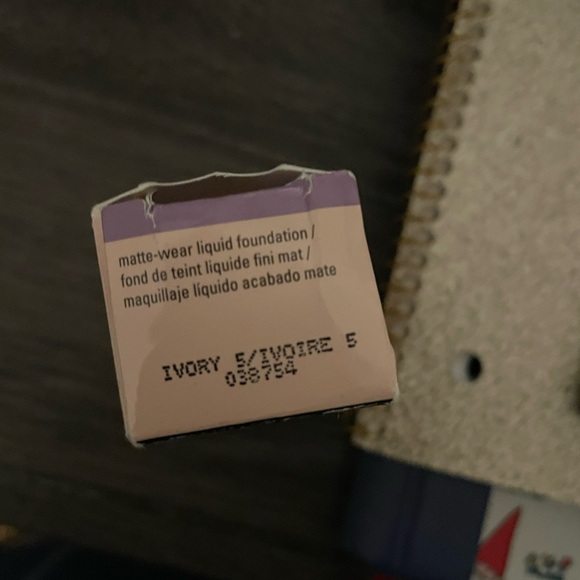 matte-wear liquid foundation /
fond de teint liquide fini mat /
maquillaje líquido acabado mate
IVORY 5/IVOIRE 5
038754